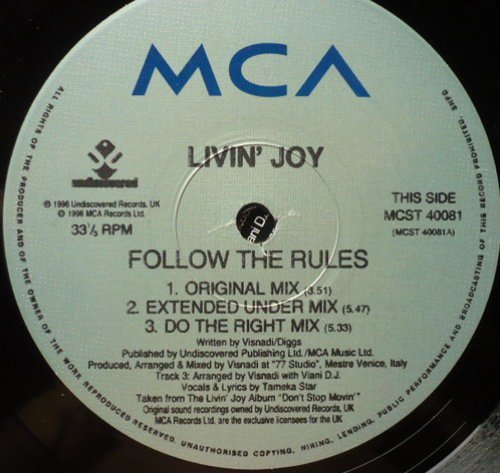 MCA
LIVIN' JOY
undiscovered
℗ 1996 Undiscovered Records, UK
© 1996 MCA Records Ltd.
33⅓ RPM
THIS SIDE
MCST 40081
(MCST 40081A)
FOLLOW THE RULES
1. ORIGINAL MIX (3.51)
2. EXTENDED UNDER MIX (5.47)
3. DO THE RIGHT MIX (5.33)
Written by Visnadi/Diggs
Published by Undiscovered Publishing Ltd./MCA Music Ltd.
Produced, Arranged & Mixed by Visnadi at "77 Studio", Mestre Venice, Italy
Track 3: Arranged by Visnadi with Viani D.J.
Vocals & Lyrics by Tameka Star
Taken from The Livin' Joy Album "Don't Stop Movin'"
Original sound recordings owned by Undiscovered Records, UK
MCA Records Ltd. are the exclusive licensees for the UK
ALL RIGHTS OF THE PRODUCER AND OF THE OWNER OF THE WORK REPRODUCED RESERVED. UNAUTHORISED COPYING, HIRING, LENDING, PUBLIC PERFORMANCE AND BROADCASTING OF THIS RECORD PROHIBITED.